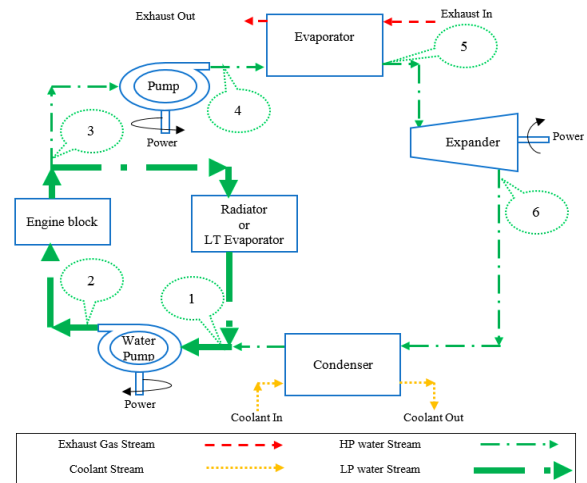 Exhaust Out
Exhaust In
Evaporator
5
Pump
4
Power
Expander
Power
3
6
Engine block
Radiator
or
LT Evaporator
2
1
Water
Pump
Power
Condenser
Coolant In
Coolant Out
Exhaust Gas Stream
HP water Stream
Coolant Stream
LP water Stream